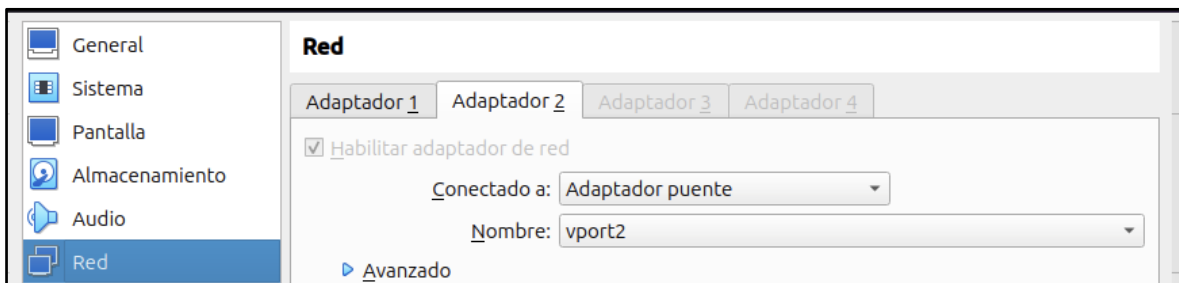 General
Sistema
Pantalla
Almacenamiento
Audio
Red
Red
Adaptador 1 Adaptador 2 Adaptador 3 Adaptador 4
Habilitar adaptador de red
Conectado a: Adaptador puente
Nombre: vport2
Avanzado